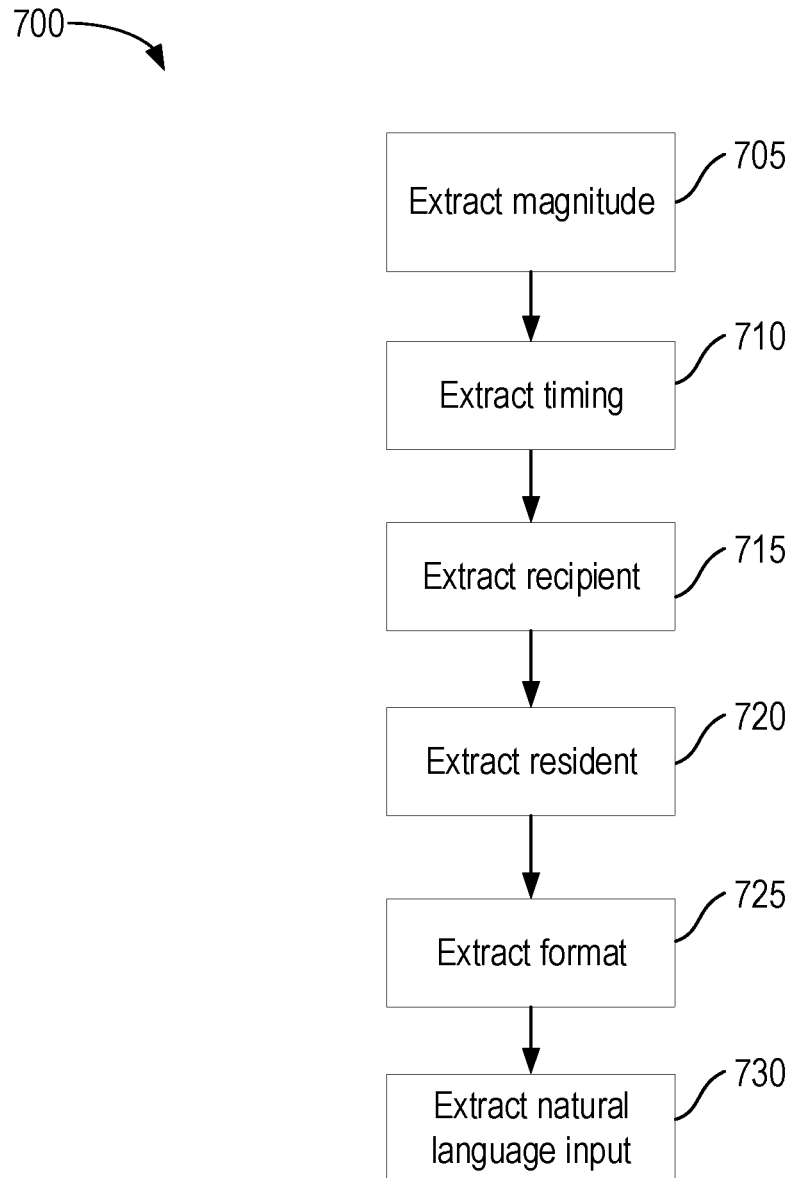 700
705
Extract magnitude
710
Extract timing
715
Extract recipient
720
Extract resident
725
Extract format
730
Extract natural
language input